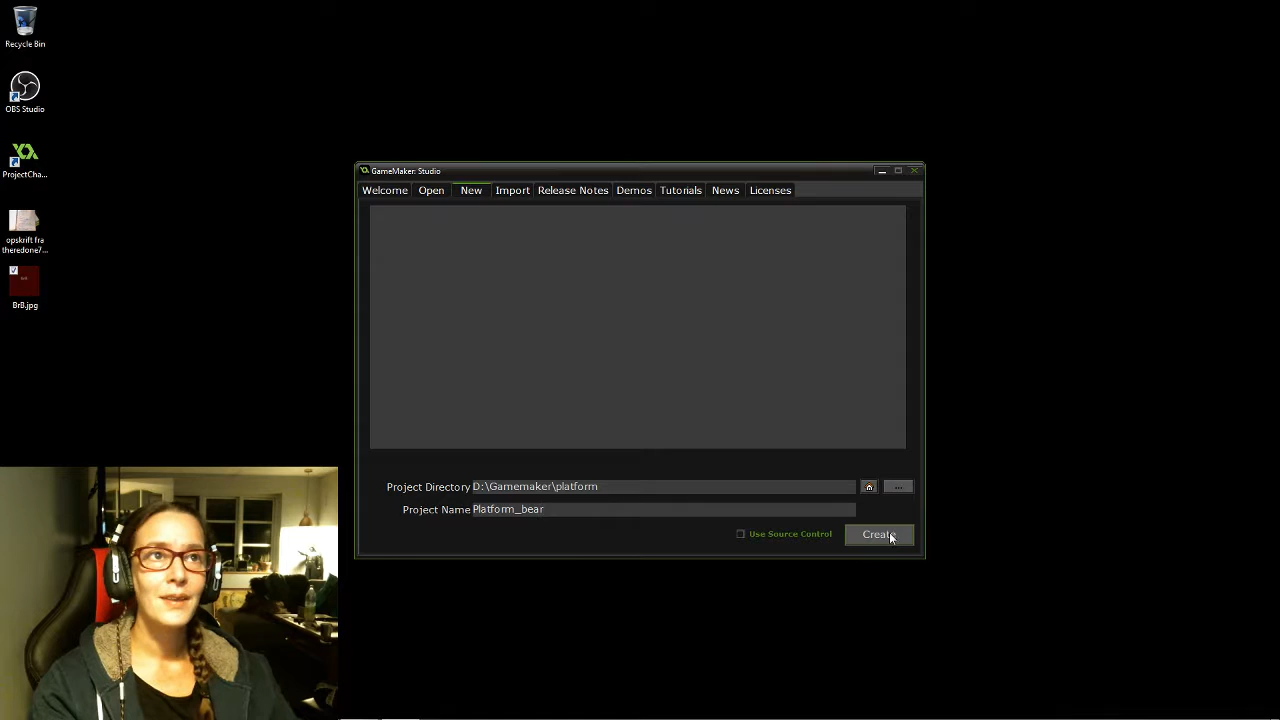 Recycle Bin
OBS Studio
ProjectCha...
opskrift fra
theredone7...
BrB.jpg
GameMaker: Studio
Welcome Open New Import Release Notes Demos Tutorials News Licenses
Project Directory D:\Gamemaker\platform ...
Project Name Platform_bear
Use Source Control Create